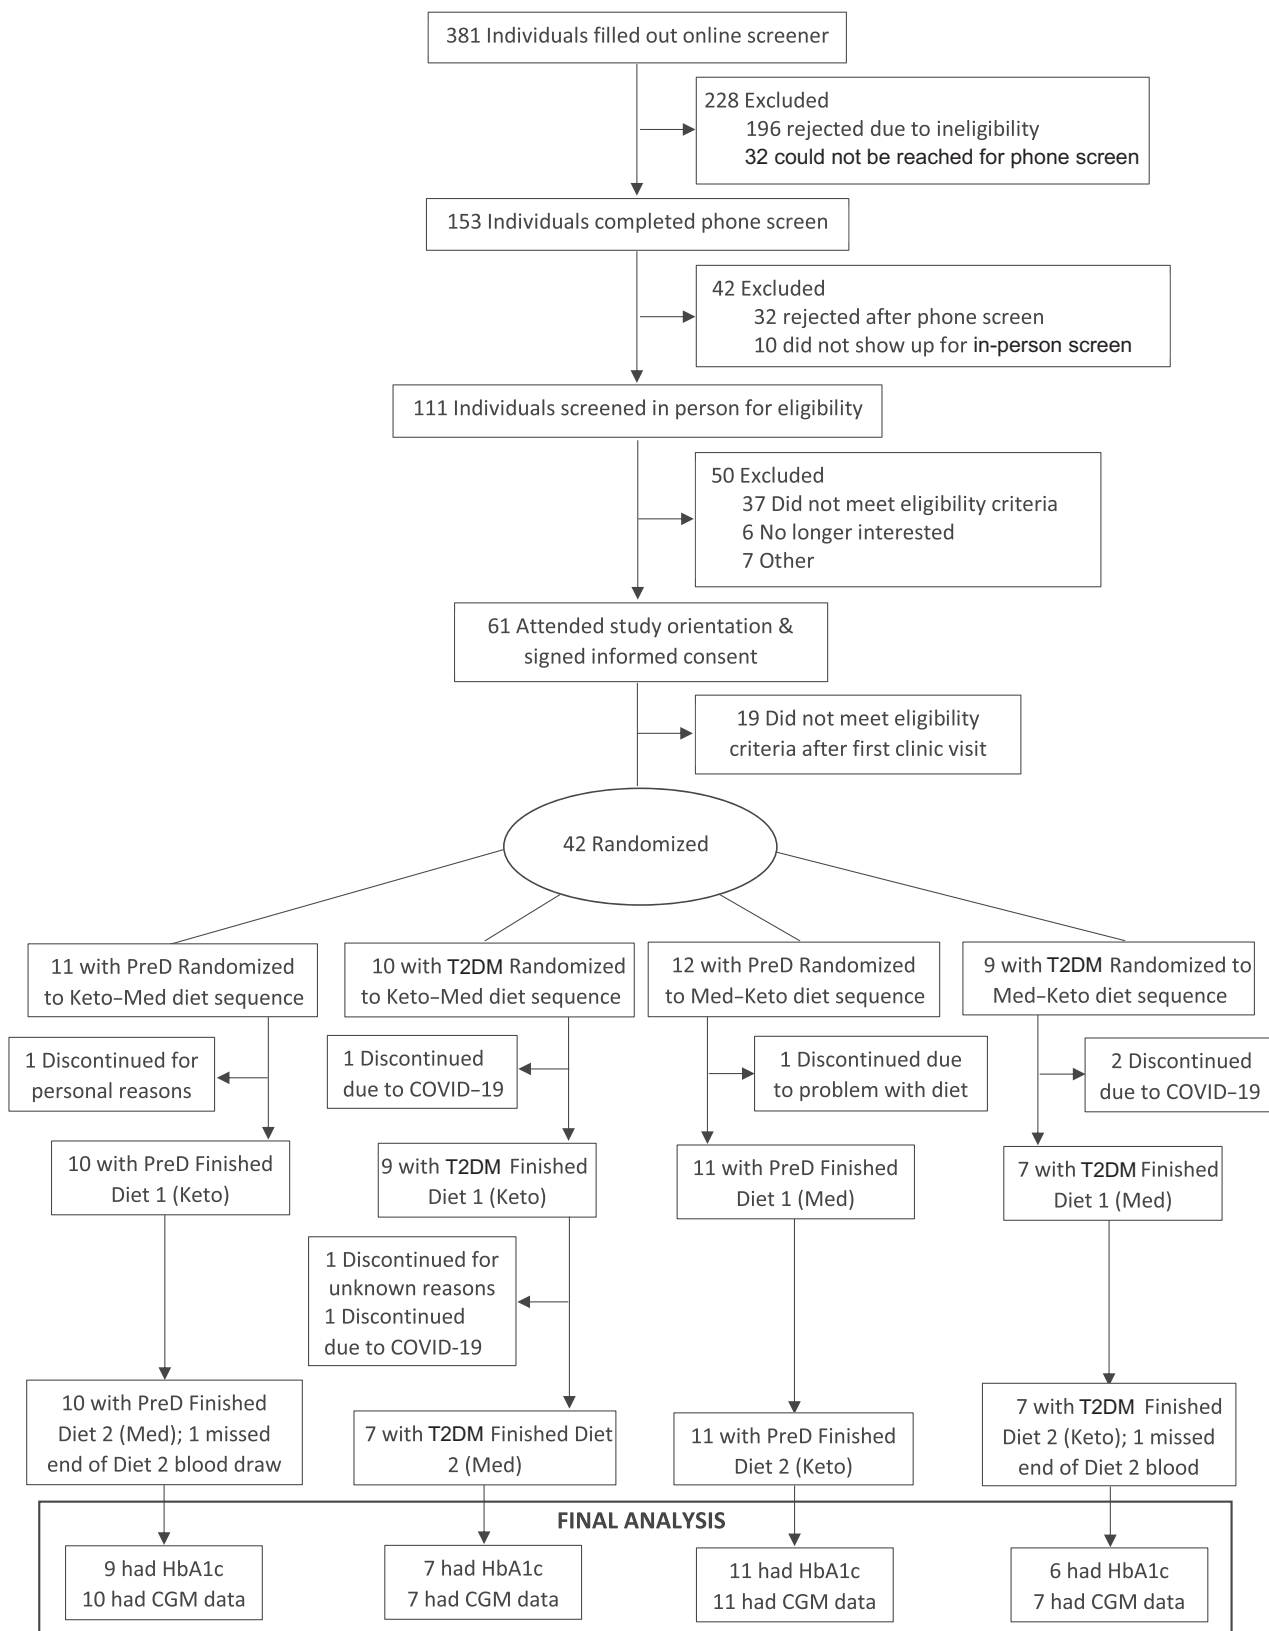 381 Individuals filled out online screener
228 Excluded
196 rejected due to ineligibility
32 could not be reached for phone screen
153 Individuals completed phone screen
42 Excluded
32 rejected after phone screen
10 did not show up for in-person screen
111 Individuals screened in person for eligibility
50 Excluded
37 Did not meet eligibility criteria
6 No longer interested
7 Other
61 Attended study orientation &
signed informed consent
19 Did not meet eligibility
criteria after first clinic visit
42 Randomized
11 with PreD Randomized
to Keto–Med diet sequence
10 with T2DM Randomized
to Keto–Med diet sequence
12 with PreD Randomized
to Med–Keto diet sequence
9 with T2DM Randomized to
Med–Keto diet sequence
1 Discontinued for
personal reasons
1 Discontinued
due to COVID–19
1 Discontinued due
to problem with diet
2 Discontinued
due to COVID–19
10 with PreD Finished
Diet 1 (Keto)
9 with T2DM Finished
Diet 1 (Keto)
11 with PreD Finished
Diet 1 (Med)
7 with T2DM Finished
Diet 1 (Med)
1 Discontinued for
unknown reasons
1 Discontinued
due to COVID-19
10 with PreD Finished
Diet 2 (Med); 1 missed
end of Diet 2 blood draw
7 with T2DM Finished Diet
2 (Med)
11 with PreD Finished
Diet 2 (Keto)
7 with T2DM Finished
Diet 2 (Keto); 1 missed
end of Diet 2 blood
FINAL ANALYSIS
9 had HbA1c
10 had CGM data
7 had HbA1c
7 had CGM data
11 had HbA1c
11 had CGM data
6 had HbA1c
7 had CGM data